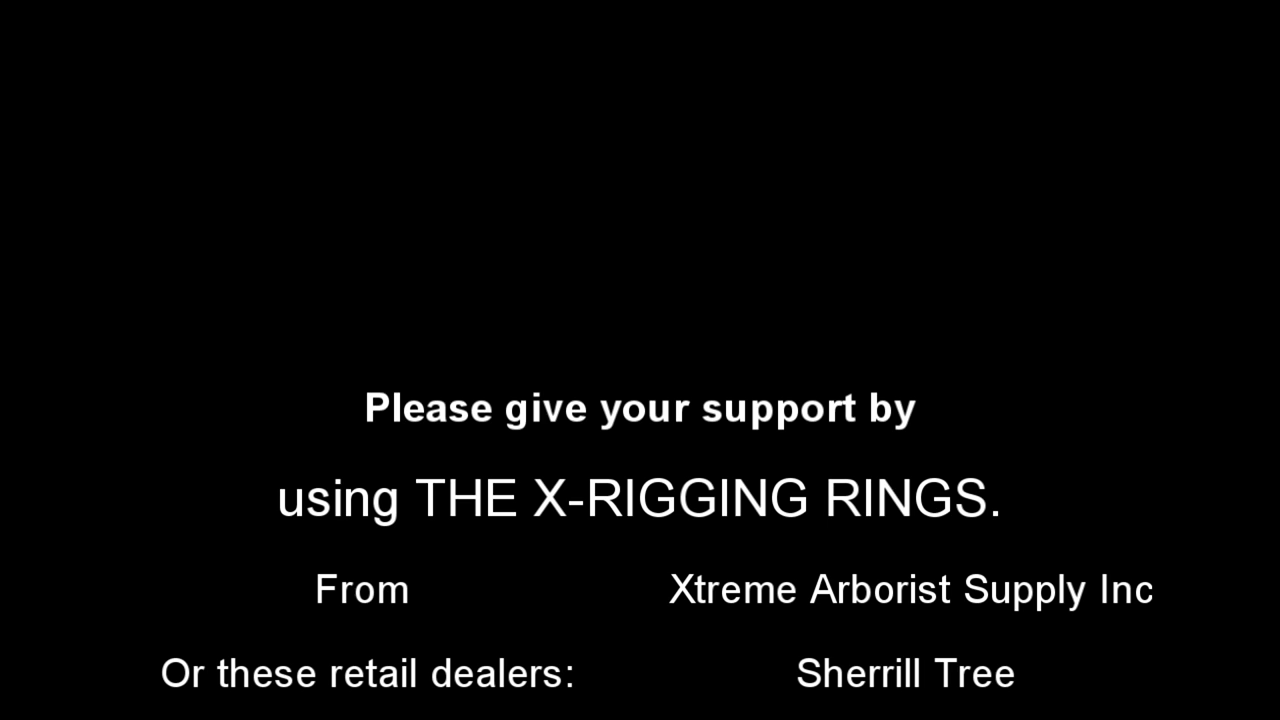 Please give your support by
using THE X-RIGGING RINGS.
From Xtreme Arborist Supply Inc
Or these retail dealers: Sherrill Tree